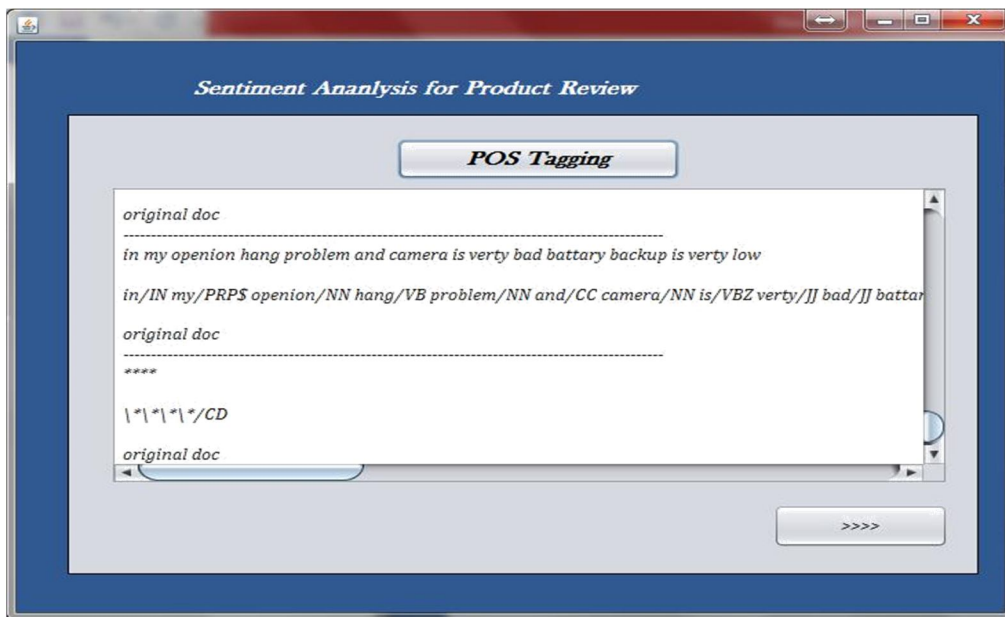 Sentiment Ananlysis for Product Review
POS Tagging
original doc
------------------------------------------------------------------------------------------------
in my openion hang problem and camera is verty bad battary backup is verty low
in/IN my/PRP$ openion/NN hang/VB problem/NN and/CC camera/NN is/VBZ verty/JJ bad/JJ battar
original doc
------------------------------------------------------------------------------------------------
****
\*\*\*\*/CD
original doc
>>>>